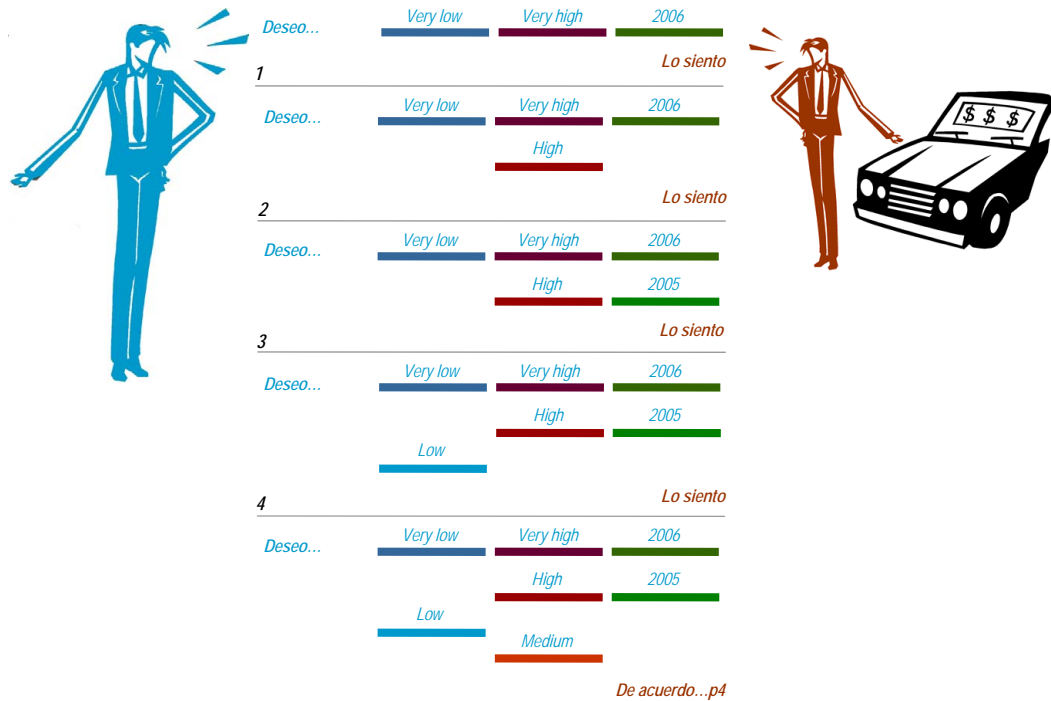 Deseo... Very low Very high 2006
Lo siento
1
Deseo... Very low Very high 2006
High
Lo siento
2
Deseo... Very low Very high 2006
High 2005
Lo siento
3
Deseo... Very low Very high 2006
High 2005
Low
Lo siento
4
Deseo... Very low Very high 2006
High 2005
Low
Medium
De acuerdo...p4
$ $ $